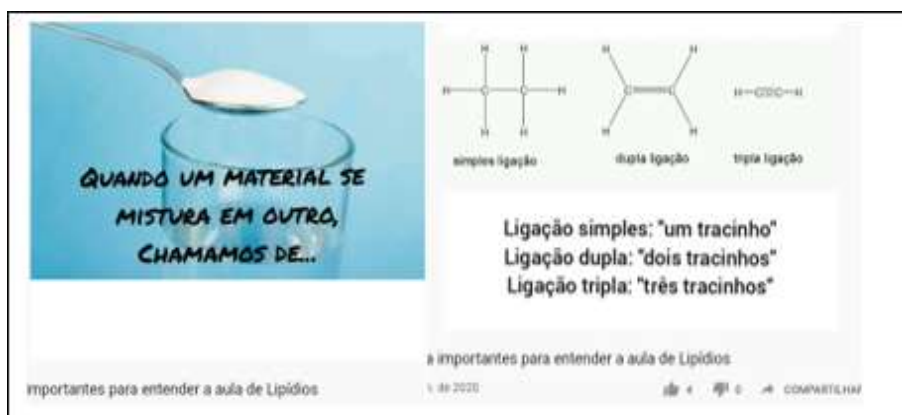 QUANDO UM MATERIAL SE
MISTURA EM OUTRO,
CHAMAMOS DE...
importantes para entender a aula de Lipídios
H H
H C C H
H H
simples ligação
H H
C C
H H
dupla ligação
H C C H
tripla ligação
Ligação simples: "um tracinho"
Ligação dupla: "dois tracinhos"
Ligação tripla: "três tracinhos"
a importantes para entender a aula de Lipídios
de 2020
4 0 COMPARTILHAR